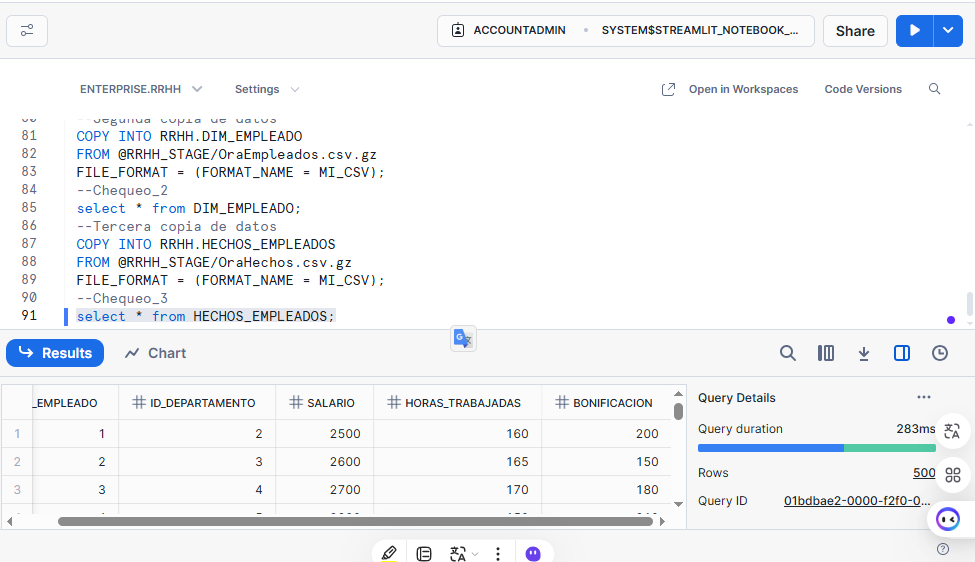 ACCOUNTADMIN • SYSTEM$STREAMLIT_NOTEBOOK_...
Share
ENTERPRISE.RRHH
Settings
Open in Workspaces
Code Versions
80 --Segunda copia de datos
81 COPY INTO RRHH.DIM_EMPLEADO
82 FROM @RRHH_STAGE/OraEmpleados.csv.gz
83 FILE_FORMAT = (FORMAT_NAME = MI_CSV);
84 --Chequeo_2
85 select * from DIM_EMPLEADO;
86 --Tercera copia de datos
87 COPY INTO RRHH.HECHOS_EMPLEADOS
88 FROM @RRHH_STAGE/OraHechos.csv.gz
89 FILE_FORMAT = (FORMAT_NAME = MI_CSV);
90 --Chequeo_3
91 select * from HECHOS_EMPLEADOS;
Results
Chart
_EMPLEADO # ID_DEPARTAMENTO # SALARIO # HORAS_TRABAJADAS # BONIFICACION
1 1 2 2500 160 200
2 2 3 2600 165 150
3 3 4 2700 170 180
Query Details
...
Query duration 283ms
Rows 500
Query ID 01bdbae2-0000-f2f0-0...